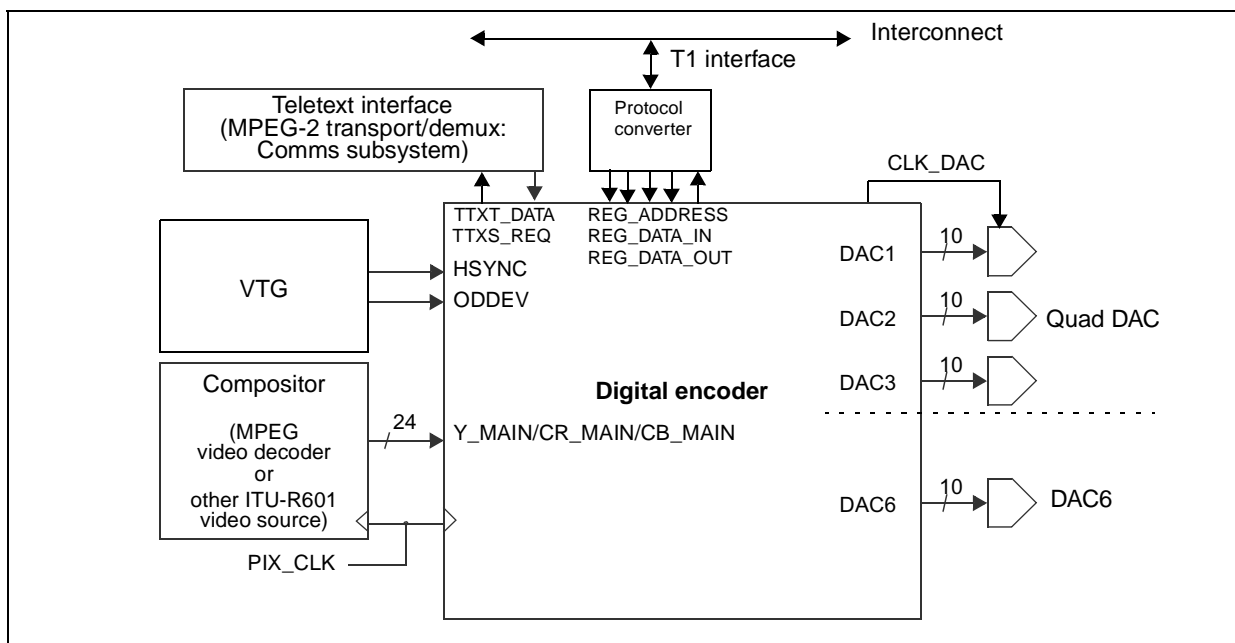 Interconnect
T1 interface
Teletext interface
(MPEG-2 transport/demux:
Comms subsystem)
Protocol
converter
CLK_DAC
TTXT_DATA
TTXS_REQ
REG_ADDRESS
REG_DATA_IN
REG_DATA_OUT
VTG
HSYNC
ODDEV
DAC1
10
DAC2
10
Quad DAC
DAC3
10
Compositor
(MPEG
video decoder
or
other ITU-R601
video source)
24
Y_MAIN/CR_MAIN/CB_MAIN
Digital encoder
DAC6
10
DAC6
PIX_CLK